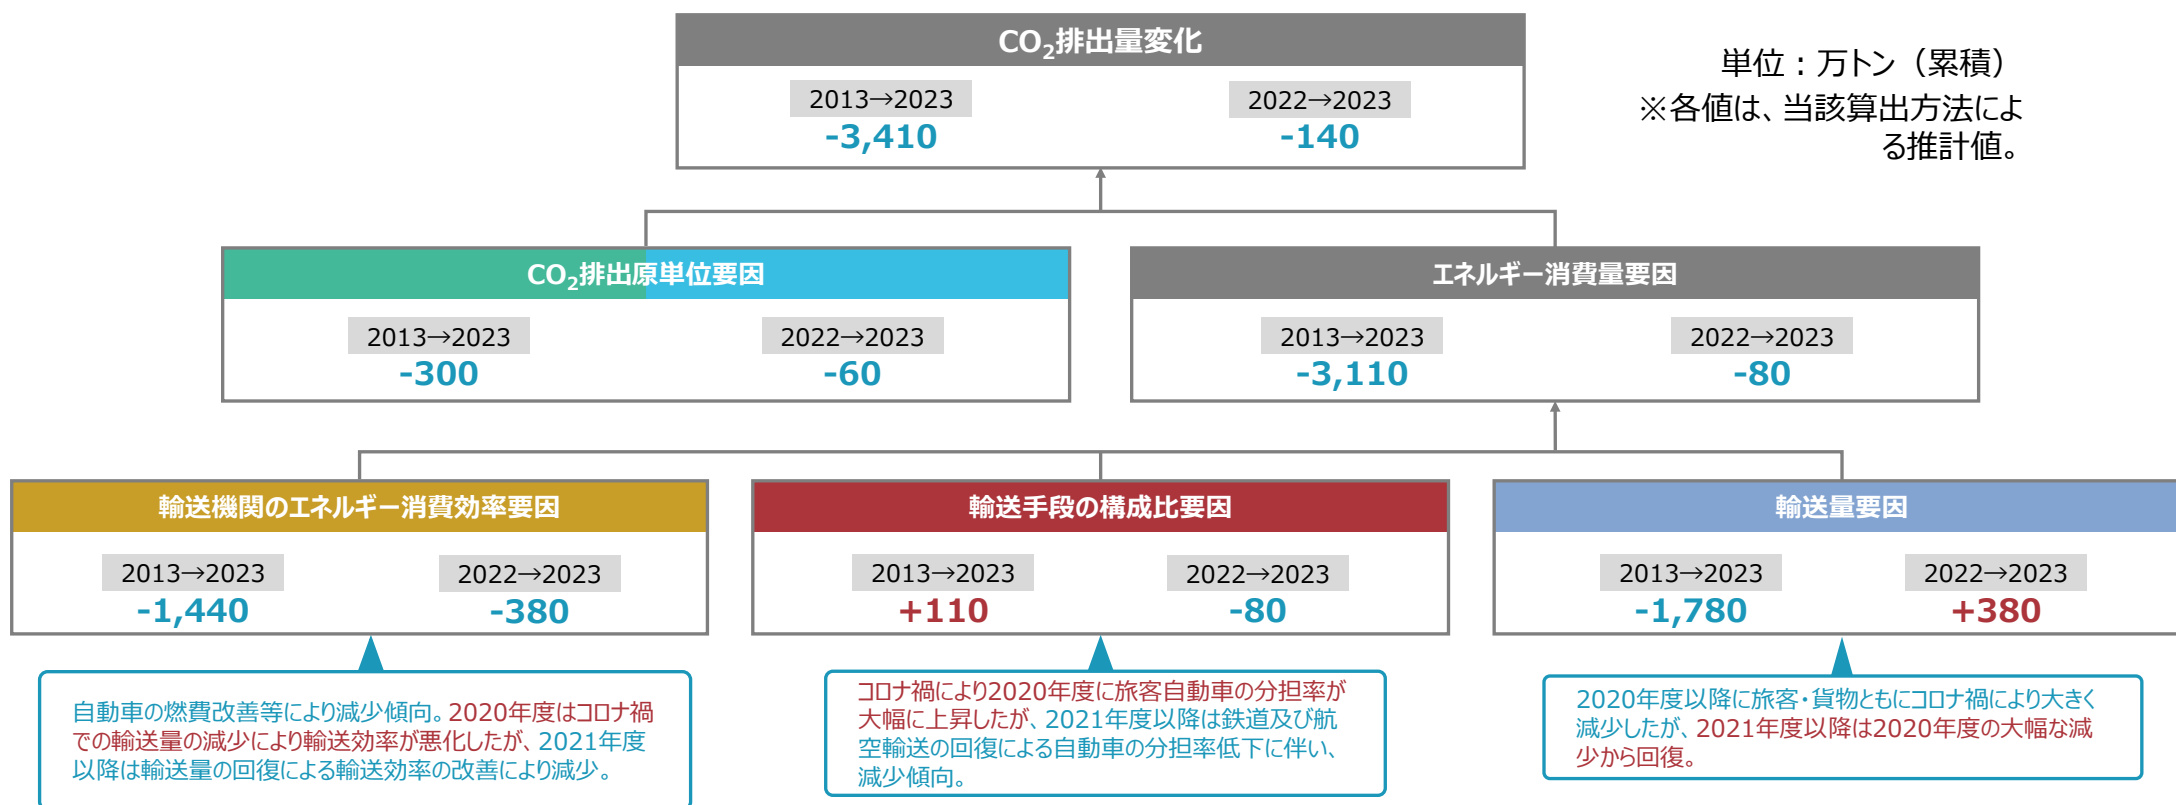 CO2排出量変化
2013→2023
-3,410
2022→2023
-140
単位：万トン（累積）
※各値は、当該算出方法によ
る推計値。
CO2排出原単位要因
2013→2023
-300
2022→2023
-60
エネルギー消費量要因
2013→2023
-3,110
2022→2023
-80
輸送機関のエネルギー消費効率要因
2013→2023
-1,440
2022→2023
-380
輸送手段の構成比要因
2013→2023
+110
2022→2023
-80
輸送量要因
2013→2023
-1,780
2022→2023
+380
自動車の燃費改善等により減少傾向。2020年度はコロナ禍
での輸送量の減少により輸送効率が悪化したが、2021年度
以降は輸送量の回復による輸送効率の改善により減少。
コロナ禍により2020年度に旅客自動車の分担率が
大幅に上昇したが、2021年度以降は鉄道及び航
空輸送の回復による自動車の分担率低下に伴い、
減少傾向。
2020年度以降に旅客・貨物ともにコロナ禍により大きく
減少したが、2021年度以降は2020年度の大幅な減
少から回復。